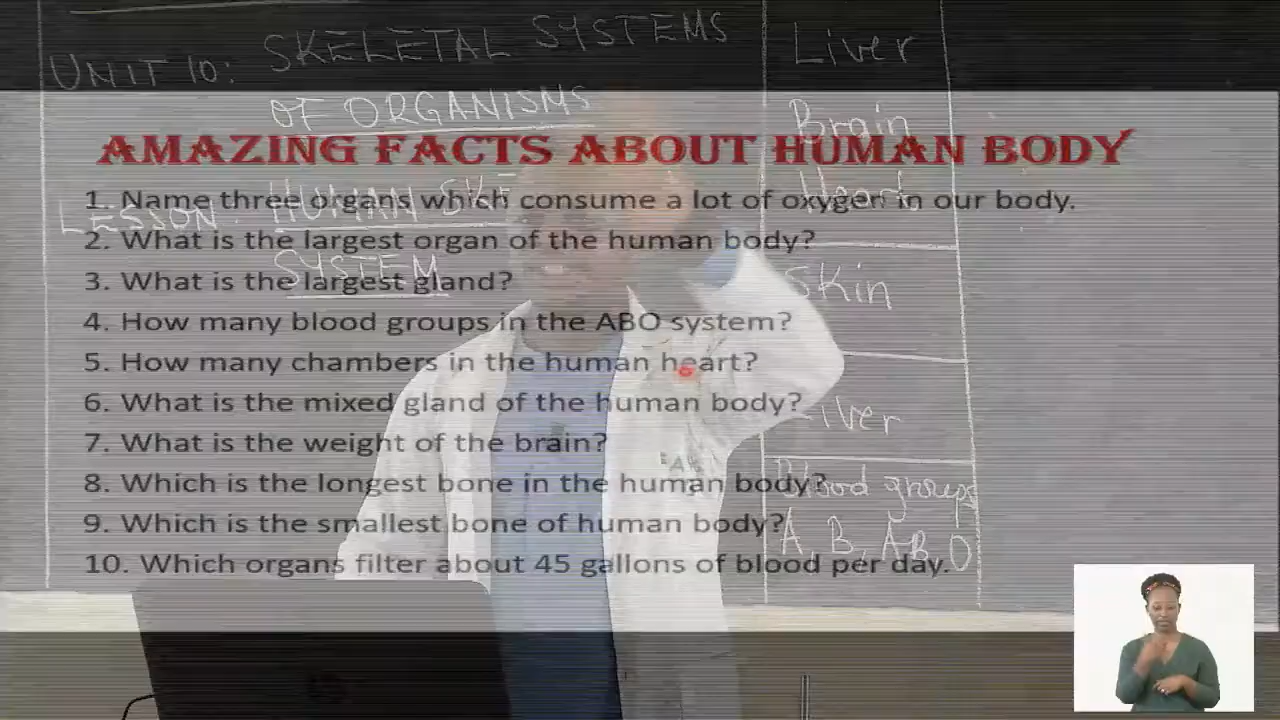 UNIT 10: SKELETAL SYSTEMS
OF ORGANISMS
LESSON: HUMAN SKE
SYSTEM
Liver
Brain
Heart
Skin
Liver
Blood groups
A, B, AB, O
AMAZING FACTS ABOUT HUMAN BODY
1. Name three organs which consume a lot of oxygen in our body.
2. What is the largest organ of the human body?
3. What is the largest gland?
4. How many blood groups in the ABO system?
5. How many chambers in the human heart?
6. What is the mixed gland of the human body?
7. What is the weight of the brain?
8. Which is the longest bone in the human body?
9. Which is the smallest bone of human body?
10. Which organs filter about 45 gallons of blood per day.